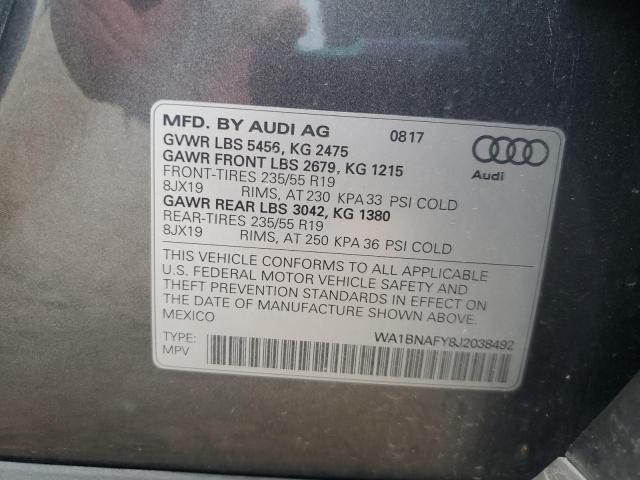 MFD. BY AUDI AG 0817
GVWR LBS 5456, KG 2475
GAWR FRONT LBS 2679, KG 1215
FRONT-TIRES 235/55 R19
8JX19 RIMS, AT 230 KPA 33 PSI COLD
GAWR REAR LBS 3042, KG 1380
REAR-TIRES 235/55 R19
8JX19 RIMS, AT 250 KPA 36 PSI COLD
Audi
THIS VEHICLE CONFORMS TO ALL APPLICABLE
U.S. FEDERAL MOTOR VEHICLE SAFETY AND
THEFT PREVENTION STANDARDS IN EFFECT ON
THE DATE OF MANUFACTURE SHOWN ABOVE.
MEXICO
WA1BNAFY8J2038492
TYPE:
MPV